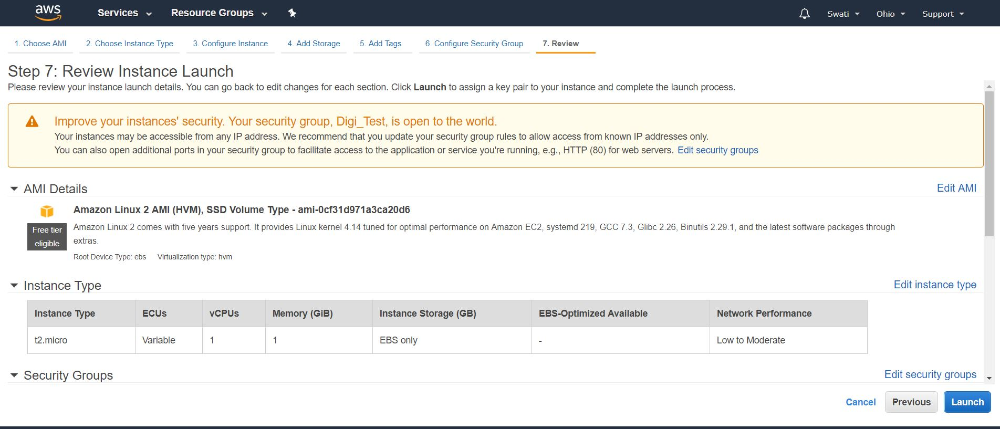 aws Services Resource Groups Swati Ohio Support
1. Choose AMI 2. Choose Instance Type 3. Configure Instance 4. Add Storage 5. Add Tags 6. Configure Security Group 7. Review
Step 7: Review Instance Launch
Please review your instance launch details. You can go back to edit changes for each section. Click Launch to assign a key pair to your instance and complete the launch process.
Improve your instances' security. Your security group, Digi_Test, is open to the world.
Your instances may be accessible from any IP address. We recommend that you update your security group rules to allow access from known IP addresses only.
You can also open additional ports in your security group to facilitate access to the application or service you're running, e.g., HTTP (80) for web servers. Edit security groups
AMI Details Edit AMI
Amazon Linux 2 AMI (HVM), SSD Volume Type - ami-0cf31d971a3ca20d6
Free tier
eligible
Amazon Linux 2 comes with five years support. It provides Linux kernel 4.14 tuned for optimal performance on Amazon EC2, systemd 219, GCC 7.3, Glibc 2.26, Binutils 2.29.1, and the latest software packages through
extras.
Root Device Type: ebs Virtualization type: hvm
Instance Type Edit instance type
Instance Type ECUs vCPUs Memory (GiB) Instance Storage (GB) EBS-Optimized Available Network Performance
t2.micro Variable 1 1 EBS only - Low to Moderate
Security Groups Edit security groups
Cancel Previous Launch